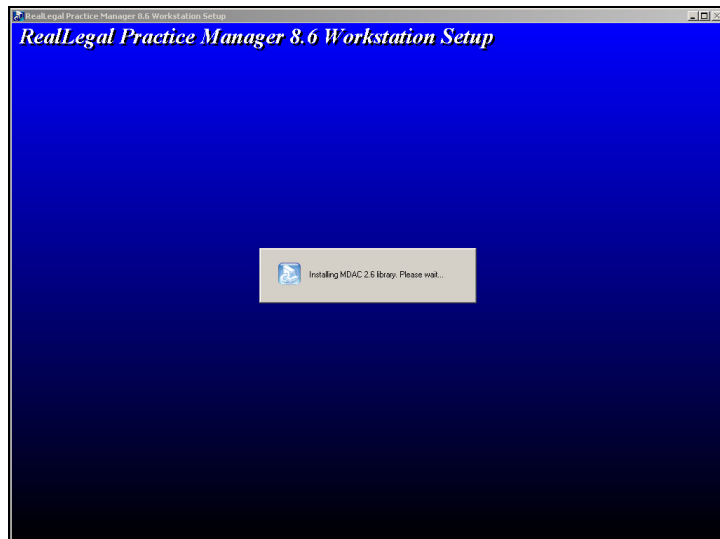 RealLegal Practice Manager 8.6 Workstation Setup
RealLegal Practice Manager 8.6 Workstation Setup
Installing MDAC 2.6 library. Please wait...